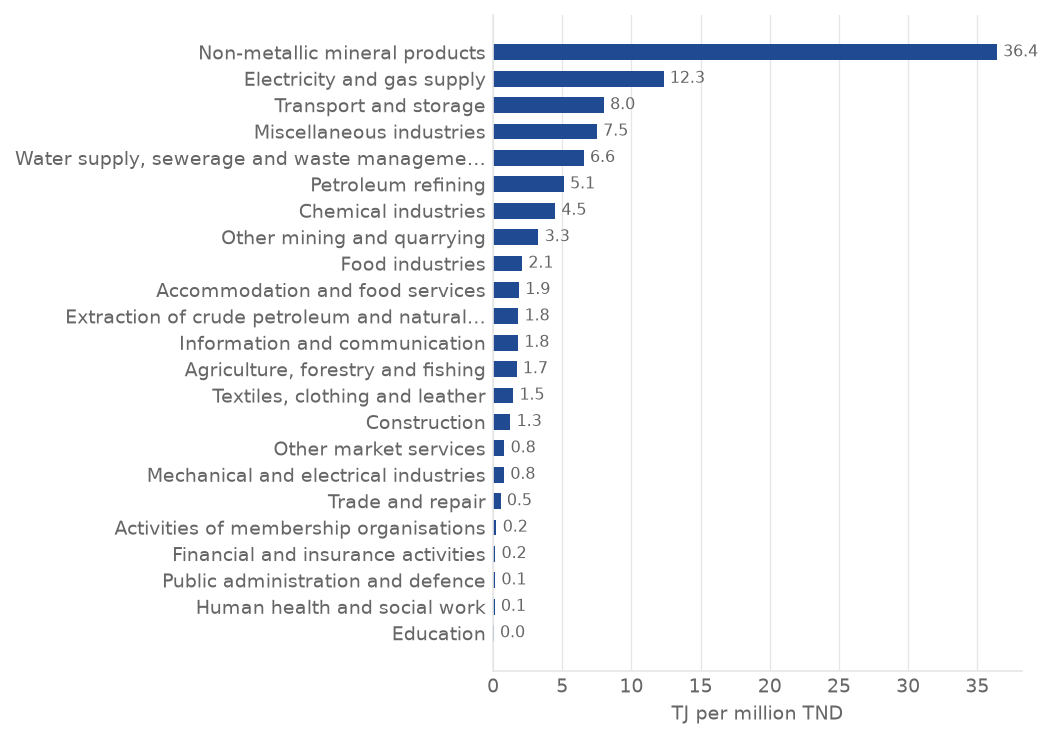 Non-metallic mineral products 36.4
Electricity and gas supply 12.3
Transport and storage 8.0
Miscellaneous industries 7.5
Water supply, sewerage and waste manageme… 6.6
Petroleum refining 5.1
Chemical industries 4.5
Other mining and quarrying 3.3
Food industries 2.1
Accommodation and food services 1.9
Extraction of crude petroleum and natural… 1.8
Information and communication 1.8
Agriculture, forestry and fishing 1.7
Textiles, clothing and leather 1.5
Construction 1.3
Other market services 0.8
Mechanical and electrical industries 0.8
Trade and repair 0.5
Activities of membership organisations 0.2
Financial and insurance activities 0.2
Public administration and defence 0.1
Human health and social work 0.1
Education 0.0
0 5 10 15 20 25 30 35
TJ per million TND